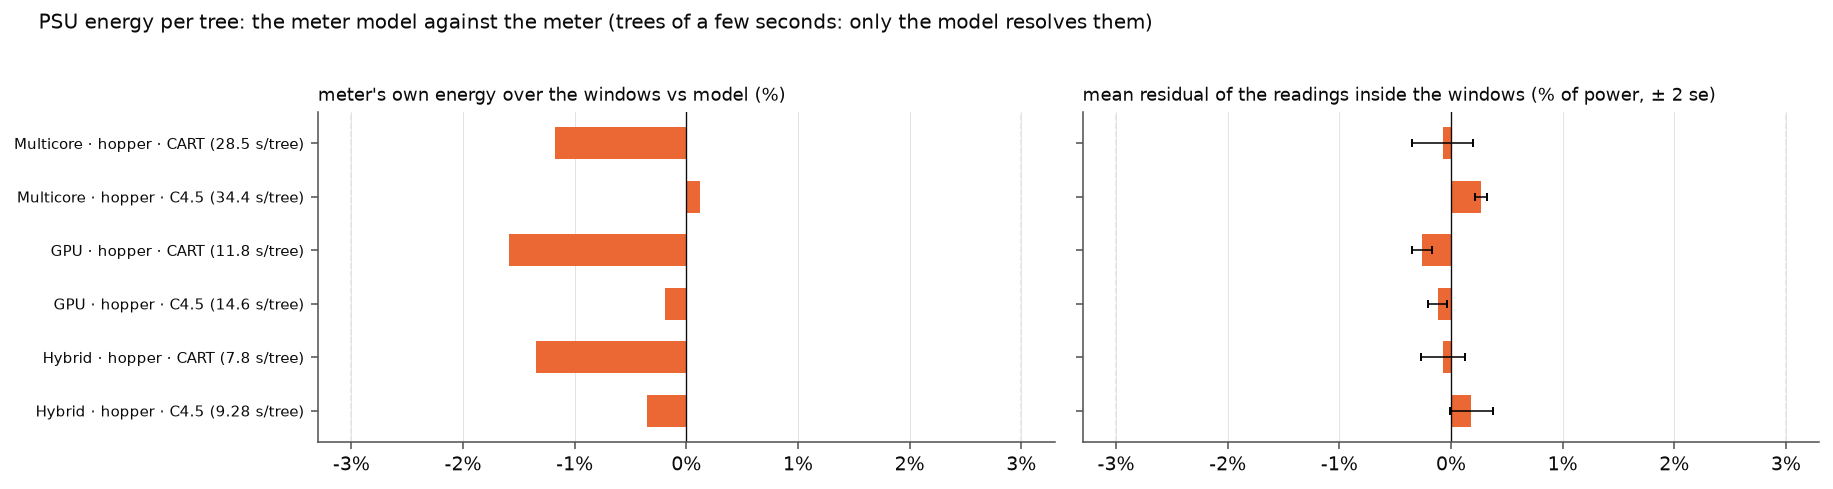 PSU energy per tree: the meter model against the meter (trees of a few seconds: only the model resolves them)
meter's own energy over the windows vs model (%)
Multicore · hopper · CART (28.5 s/tree)
Multicore · hopper · C4.5 (34.4 s/tree)
GPU · hopper · CART (11.8 s/tree)
GPU · hopper · C4.5 (14.6 s/tree)
Hybrid · hopper · CART (7.8 s/tree)
Hybrid · hopper · C4.5 (9.28 s/tree)
-3% -2% -1% 0% 1% 2% 3%
mean residual of the readings inside the windows (% of power, ± 2 se)
-3% -2% -1% 0% 1% 2% 3%